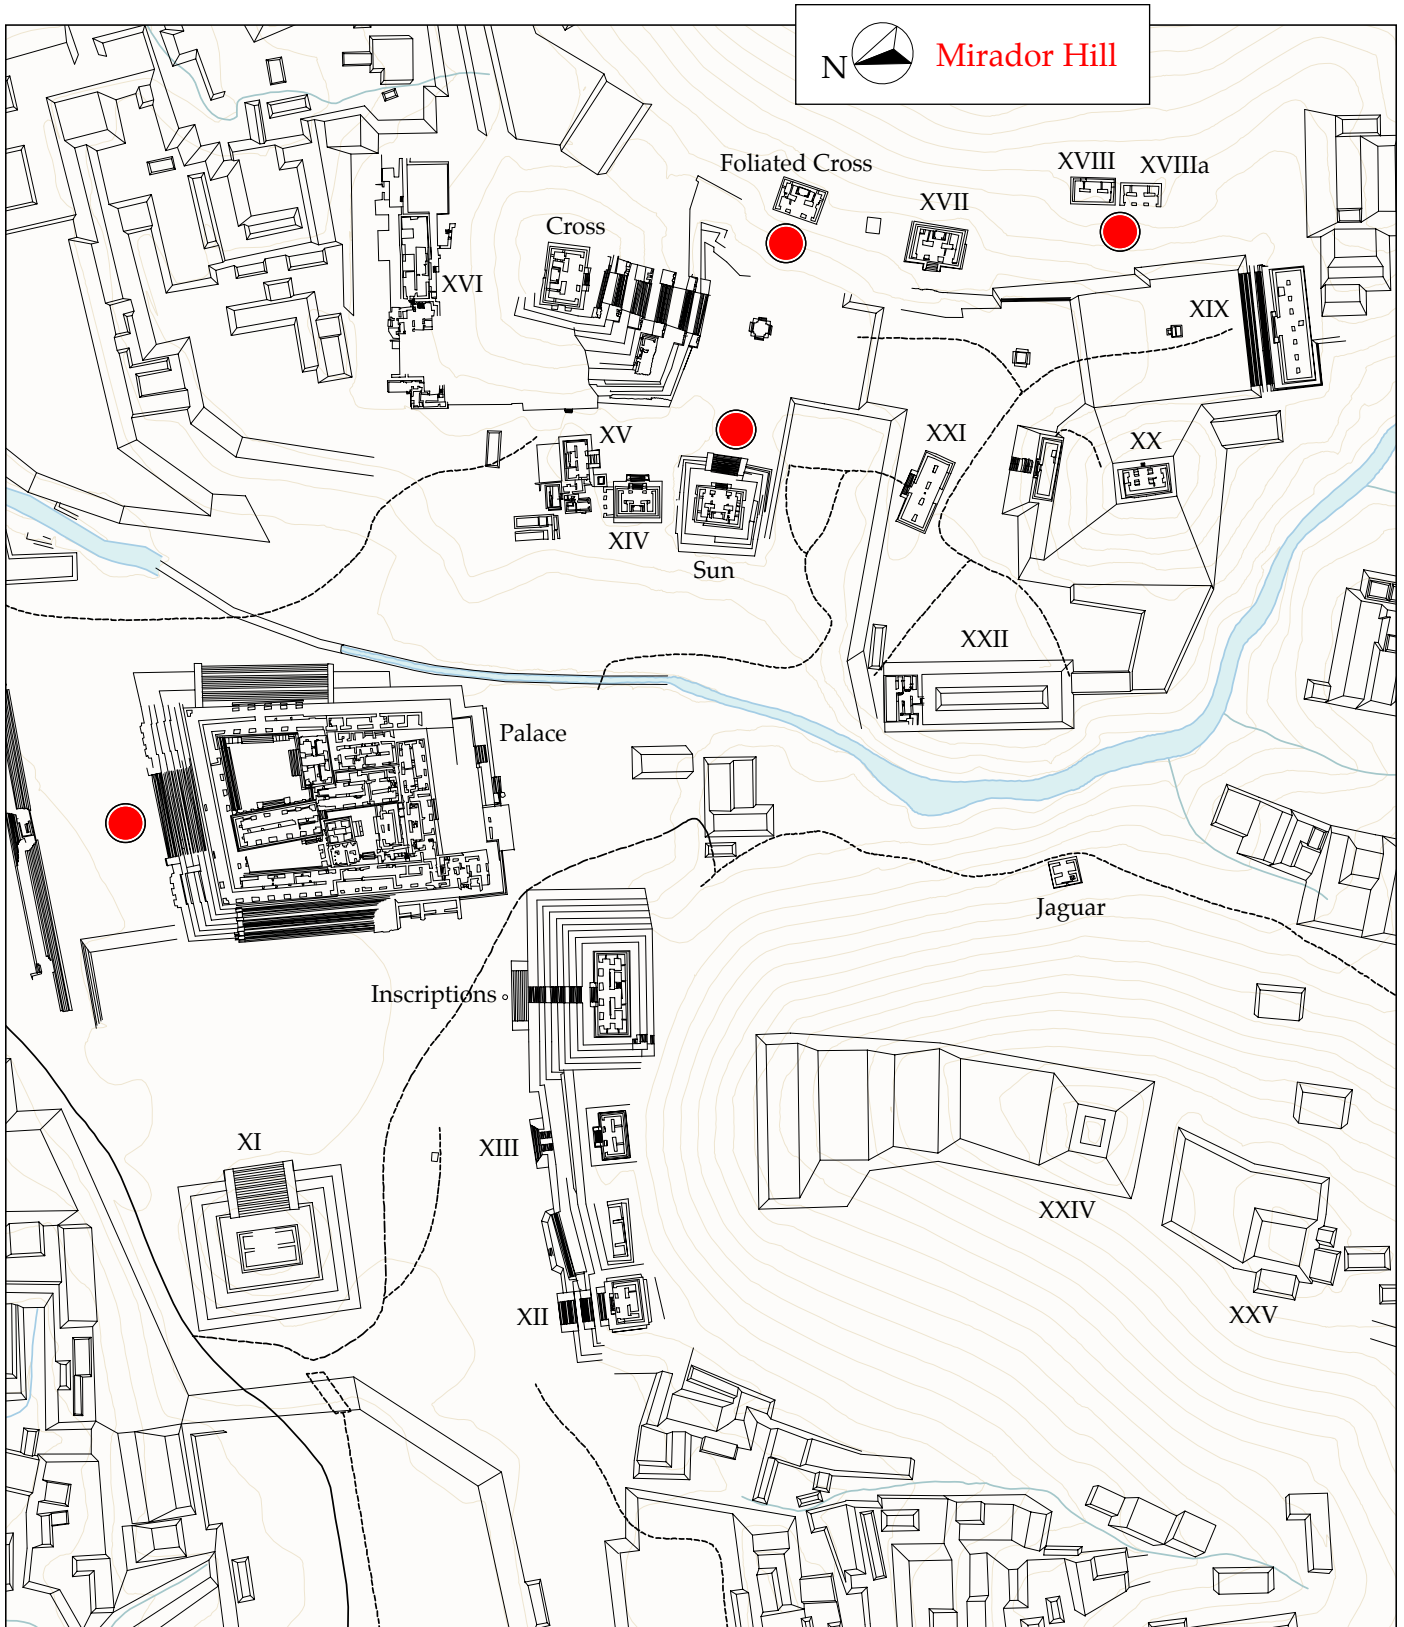 N Mirador Hill
Foliated Cross
XVIII
XVIIIa
XVII
Cross
XVI
XIX
XV
XXI
XX
XIV
Sun
XXII
Palace
Jaguar
Inscriptions
XI
XIII
XXIV
XII
XXV